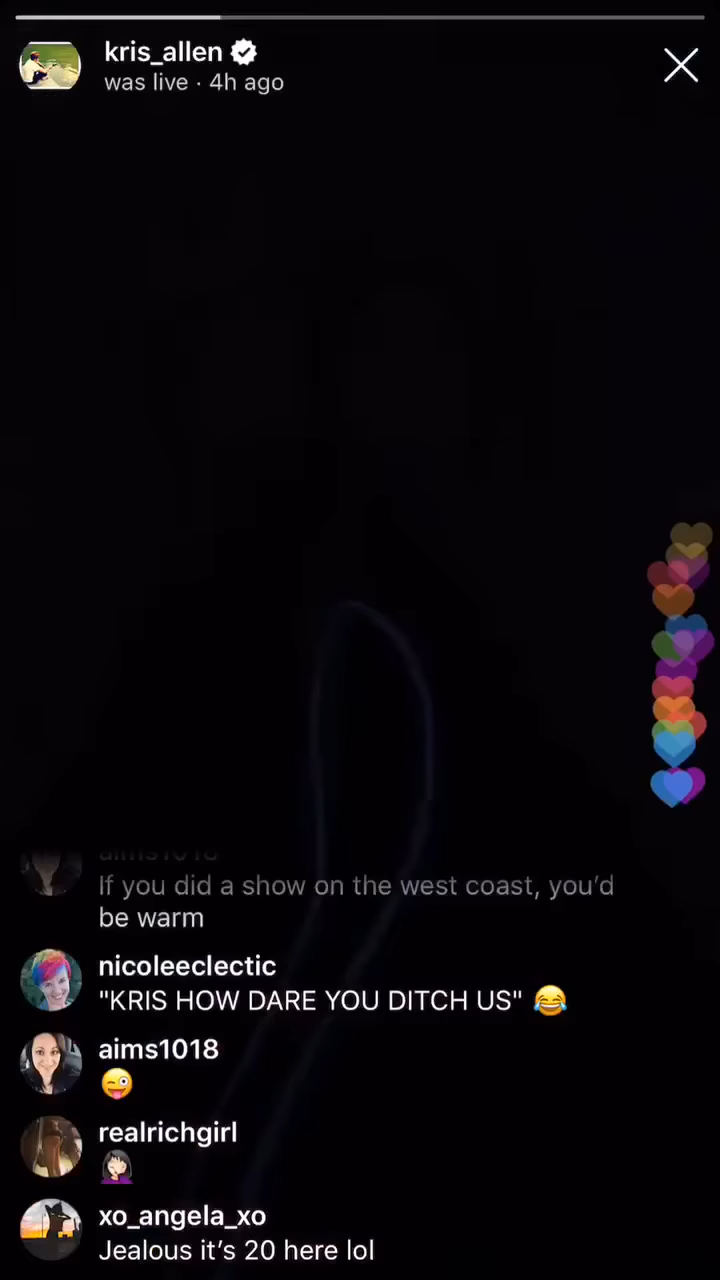 kris_allen
was live · 4h ago
aims1018
If you did a show on the west coast, you'd
be warm
nicoleeclectic
"KRIS HOW DARE YOU DITCH US" 😂
aims1018
😜
realrichgirl
🤦🏻‍♀️
xo_angela_xo
Jealous it's 20 here lol